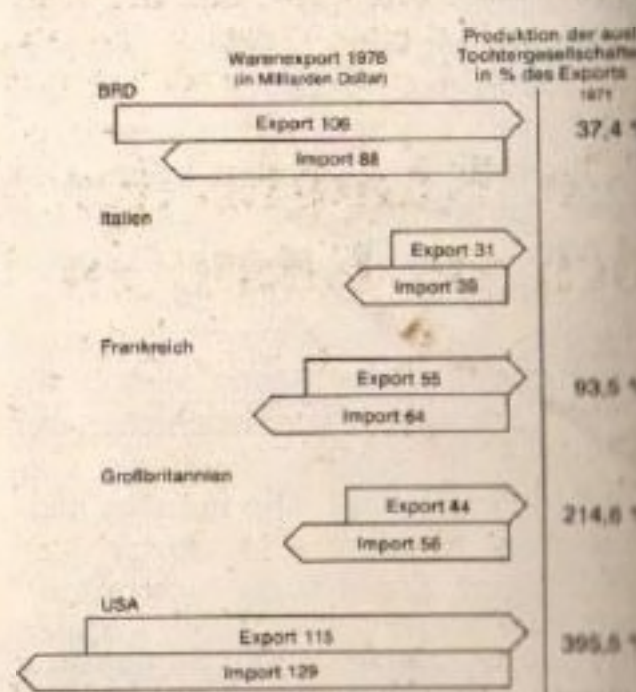 Warenexport 1976
(in Milliarden Dollar)
Produktion der
Tochtergesellschafte
in % des Exports
1971
BRD
Export 106
Import 88
37,4
Italien
Export 31
Import
Frankreich
Export 55
Import 64
93,5
Großbritannien
Export 44
Import 56
214,6
USA
Export 115
Import 129
395,5